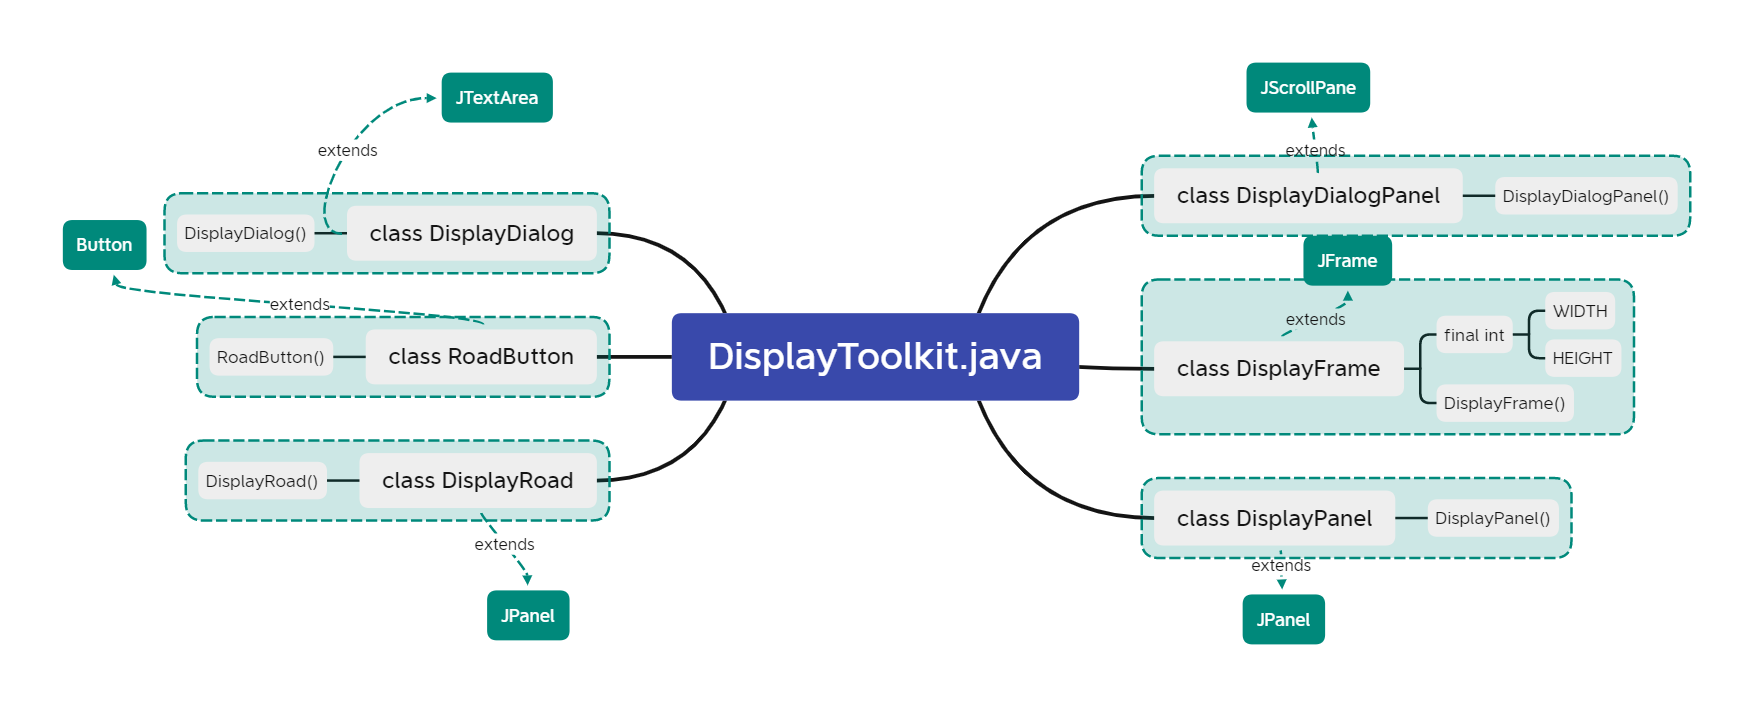 DisplayToolkit.java
JTextArea
extends
DisplayDialog()
class DisplayDialog
Button
extends
RoadButton()
class RoadButton
DisplayRoad()
class DisplayRoad
extends
JPanel
JScrollPane
extends
class DisplayDialogPanel
DisplayDialogPanel()
JFrame
extends
class DisplayFrame
final int
WIDTH
HEIGHT
DisplayFrame()
class DisplayPanel
DisplayPanel()
extends
JPanel